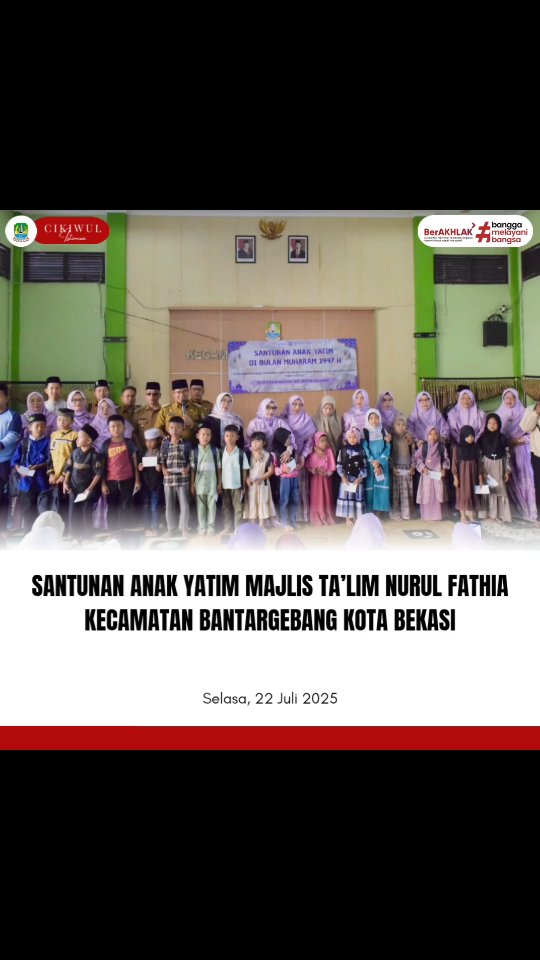 CIKIWUL
BerAKHLAK
#bangga
melayani
bangsa
KECAM
SANTUNAN ANAK YATIM
DI BULAN MUHARAM 1447 H
SANTUNAN ANAK YATIM MAJLIS TA'LIM NURUL FATHIA
KECAMATAN BANTARGEBANG KOTA BEKASI
Selasa, 22 Juli 2025